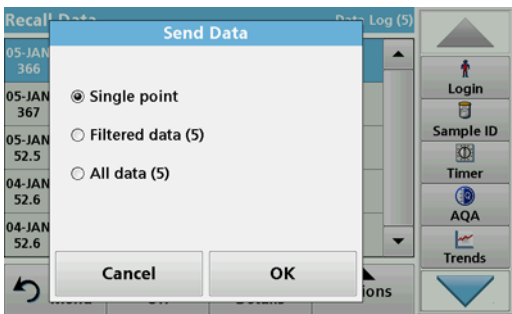 Recall Data
Data Log (5)
Send Data
05-JAN
366
05-JAN
367
05-JAN
52.5
04-JAN
52.6
04-JAN
52.6
Single point
Filtered data (5)
All data (5)
Cancel
OK
Login
Sample ID
Timer
AQA
Trends